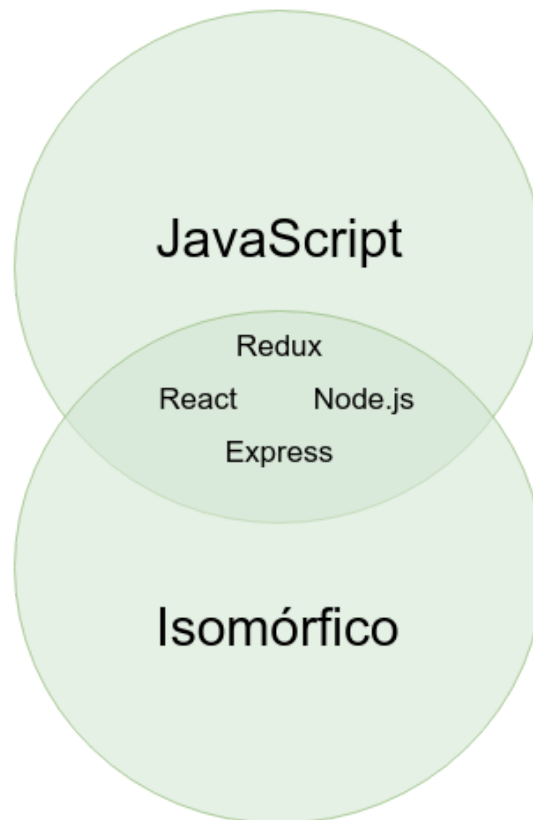 JavaScript
Redux
React Node.js
Express
Isomórfico